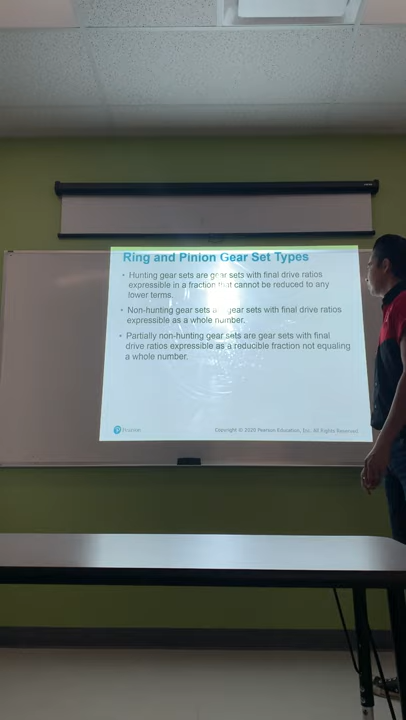 Ring and Pinion Gear Set Types
• Hunting gear sets are gear sets with final drive ratios
expressible in a fraction that cannot be reduced to any
lower terms.
• Non-hunting gear sets a gear sets with final drive ratios
expressible as a whole number.
• Partially non-hunting gear sets are gear sets with final
drive ratios expressible as a reducible fraction not equaling
a whole number.
Pearson
Copyright © 2020 Pearson Education, Inc. All Rights Reserved